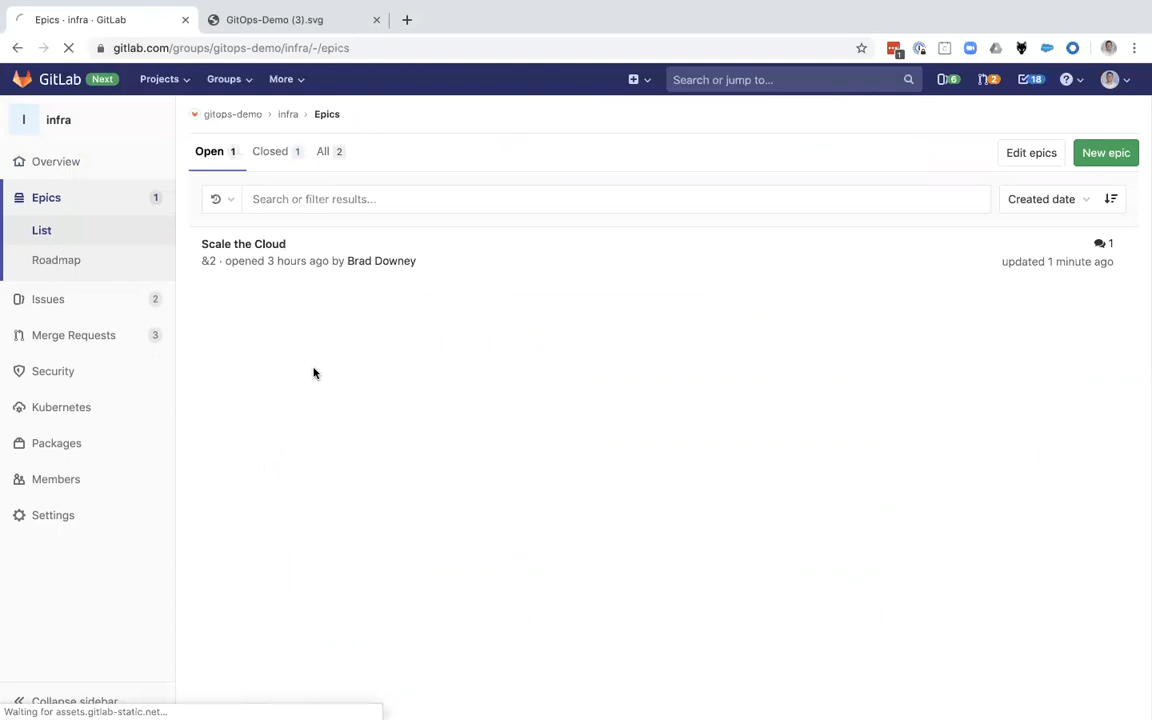 Epics · infra · GitLab
GitOps-Demo (3).svg
gitlab.com/groups/gitops-demo/infra/-/epics
1
GitLab Next Projects Groups More Search or jump to... 6 2 18
I infra
gitops-demo › infra › Epics
Overview
Open 1 Closed 1 All 2 Edit epics New epic
Epics 1
Search or filter results... Created date
List
Scale the Cloud 1
&2 · opened 3 hours ago by Brad Downey updated 1 minute ago
Roadmap
Issues 2
Merge Requests 3
Security
Kubernetes
Packages
Members
Settings
Collapse sidebar
Waiting for assets.gitlab-static.net...